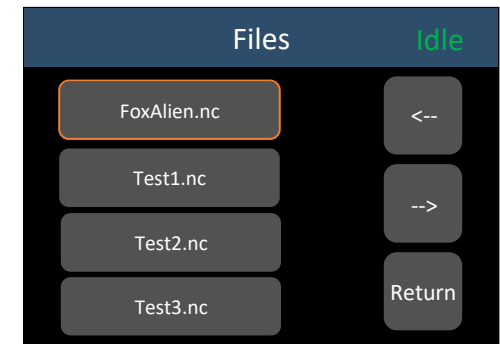 Files
Idle
FoxAlien.nc
<--
Test1.nc
-->
Test2.nc
Return
Test3.nc